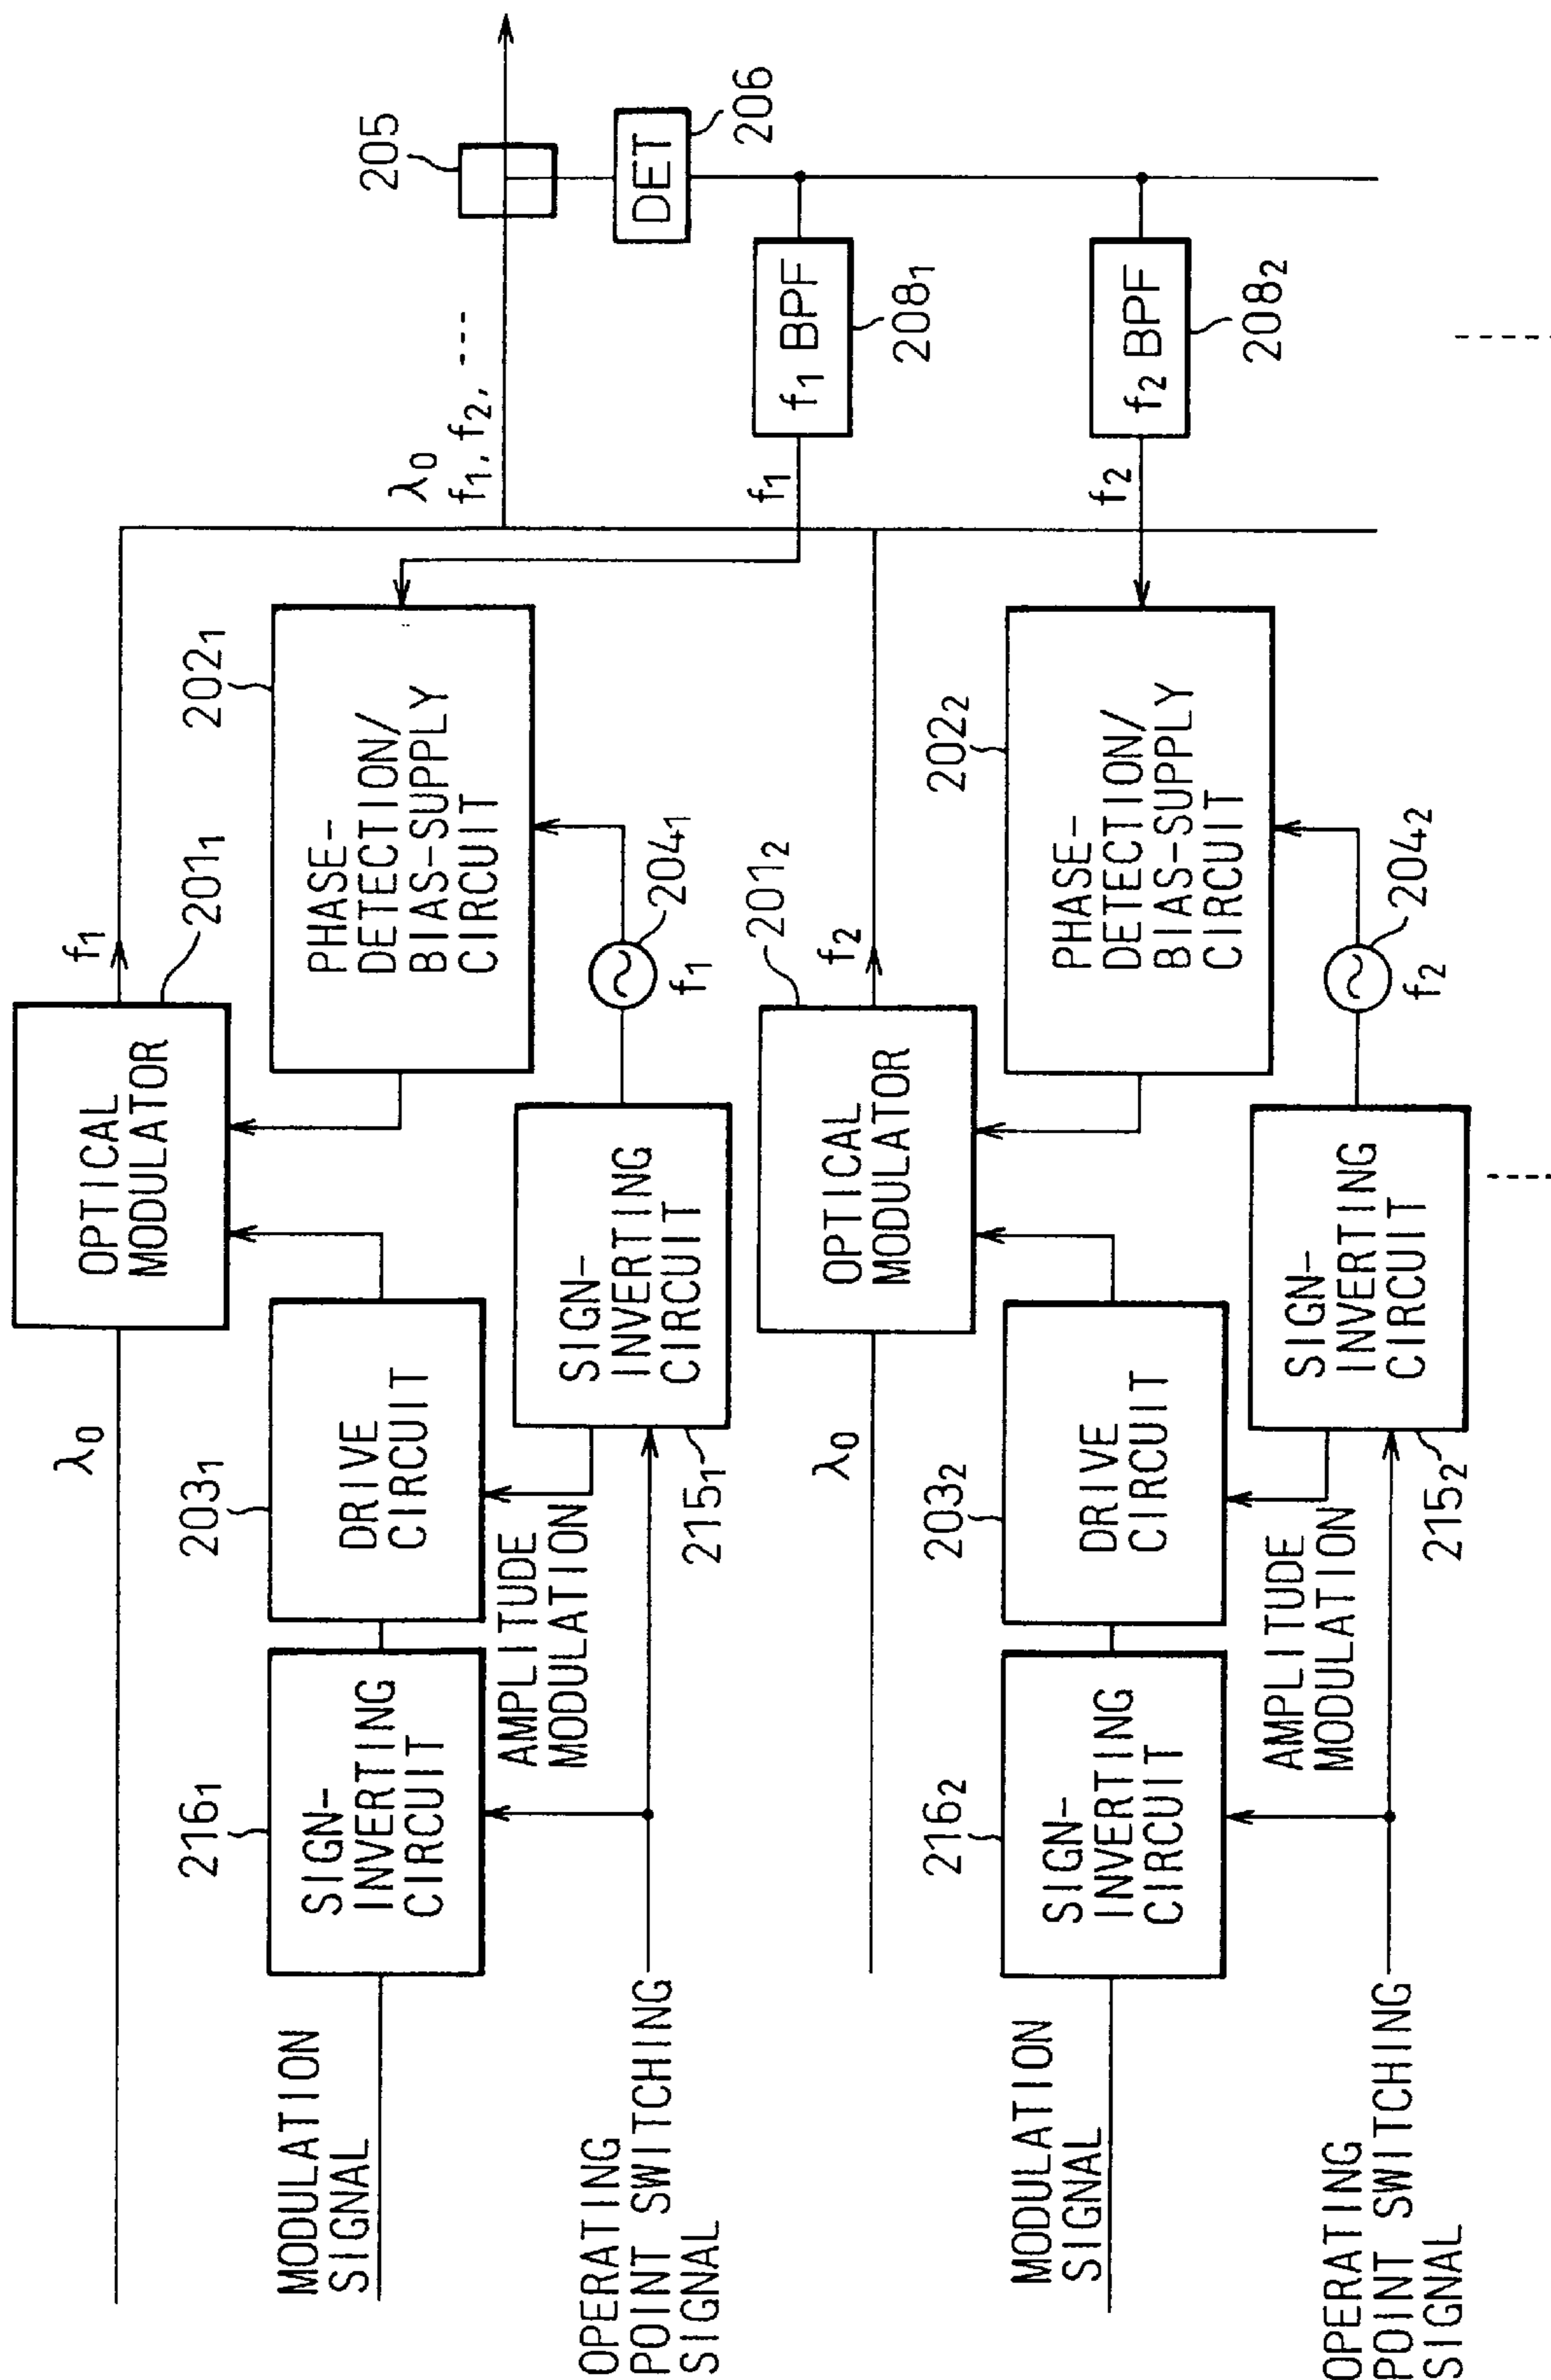 λ0
OPTICAL
MODULATOR
f1
2011
λ0
f1, f2, ---
205
DET
206
2161
SIGN-
INVERTING
CIRCUIT
2031
DRIVE
CIRCUIT
2021
PHASE-
DETECTION/
BIAS-SUPPLY
CIRCUIT
MODULATION
SIGNAL
AMPLITUDE
MODULATION
SIGN-
INVERTING
CIRCUIT
2151
f1
2041
f1
f1 BPF
2081
OPERATING
POINT SWITCHING
SIGNAL
λ0
OPTICAL
MODULATOR
f2
2012
2162
SIGN-
INVERTING
CIRCUIT
2032
DRIVE
CIRCUIT
2022
PHASE-
DETECTION/
BIAS-SUPPLY
CIRCUIT
f2
f2 BPF
2082
MODULATION
SIGNAL
AMPLITUDE
MODULATION
SIGN-
INVERTING
CIRCUIT
2152
f2
2042
OPERATING
POINT SWITCHING
SIGNAL